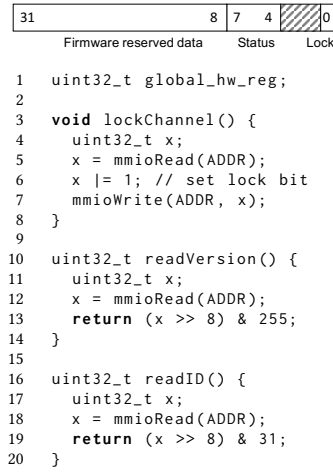 31 8 7 4 0
Firmware reserved data Status Lock
1 uint32_t global_hw_reg;
2
3 void lockChannel() {
4 uint32_t x;
5 x = mmioRead(ADDR);
6 x |= 1; // set lock bit
7 mmioWrite(ADDR, x);
8 }
9
10 uint32_t readVersion() {
11 uint32_t x;
12 x = mmioRead(ADDR);
13 return (x >> 8) & 255;
14 }
15
16 uint32_t readID() {
17 uint32_t x;
18 x = mmioRead(ADDR);
19 return (x >> 8) & 31;
20 }